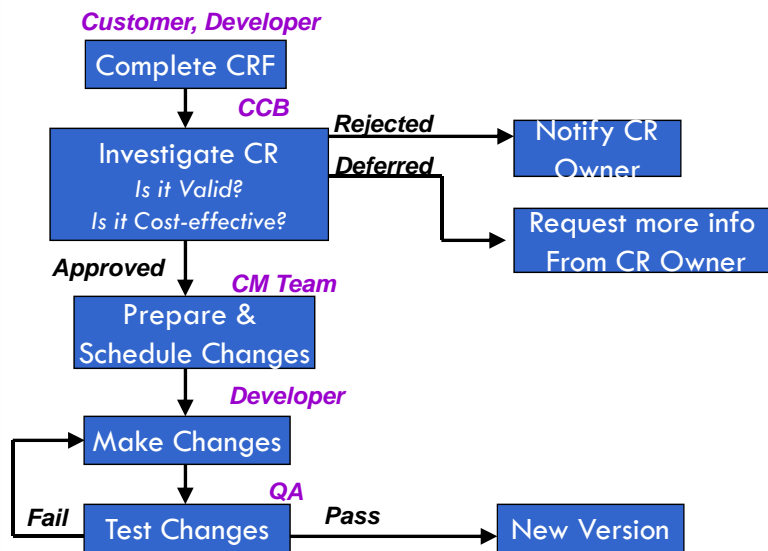 Customer, Developer
Complete CRF
CCB
Investigate CR
Is it Valid?
Is it Cost-effective?
Rejected
Notify CR
Owner
Deferred
Request more info
From CR Owner
Approved
CM Team
Prepare &
Schedule Changes
Developer
Make Changes
QA
Fail
Test Changes
Pass
New Version